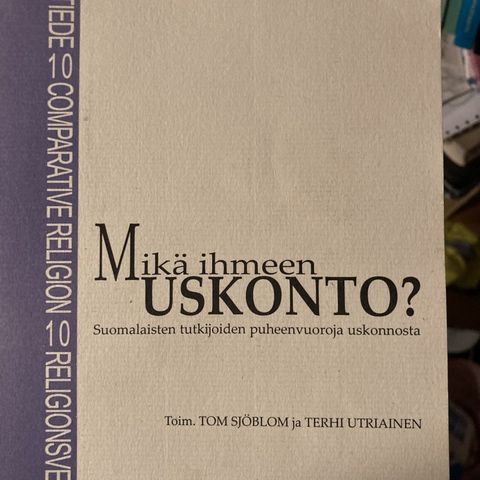 TIEDE 10 COMPARATIVE RELIGION 10 RELIGIONSVE
Mikä ihmeen
USKONTO?
Suomalaisten tutkijoiden puheenvuoroja uskonnosta
Toim. TOM SJÖBLOM ja TERHI UTRIAINEN